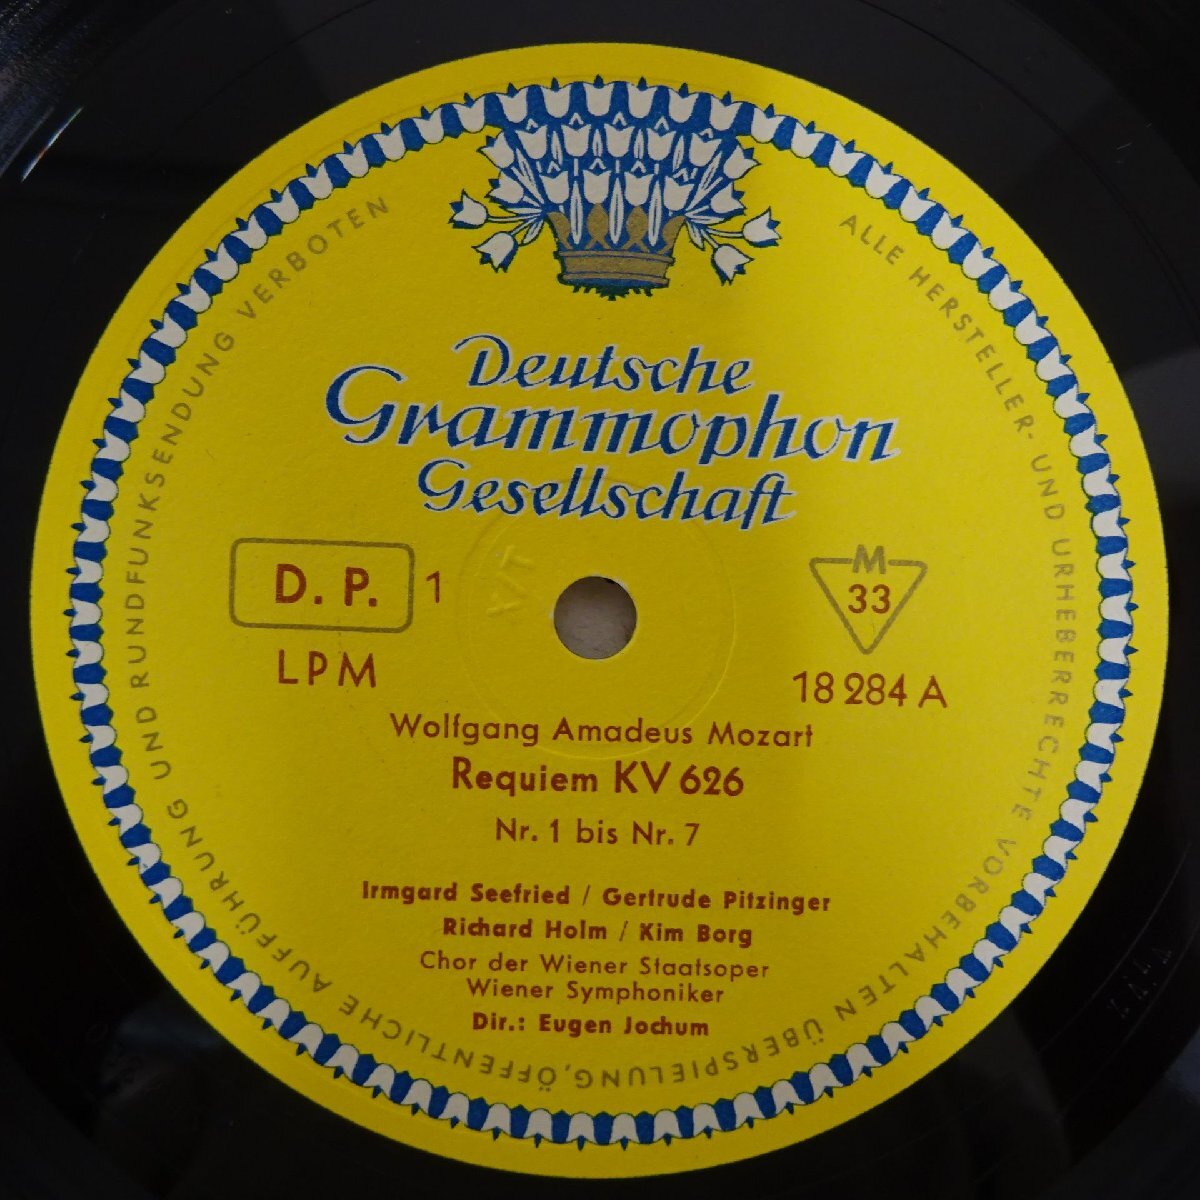 Deutsche
Grammophon
Gesellschaft
D. P. 1
LPM
M
33
18 284 A
Wolfgang Amadeus Mozart
Requiem KV 626
Nr. 1 bis Nr. 7
Irmgard Seefried / Gertrude Pitzinger
Richard Holm / Kim Borg
Chor der Wiener Staatsoper
Wiener Symphoniker
Dir.: Eugen Jochum
ALLE HERSTELLER- UND URHEBERRECHTE VORBEHALTEN ÜBERSPIELUNG, ÖFFENTLICHE AUFFÜHRUNG UND RUNDFUNKSENDUNG VERBOTEN